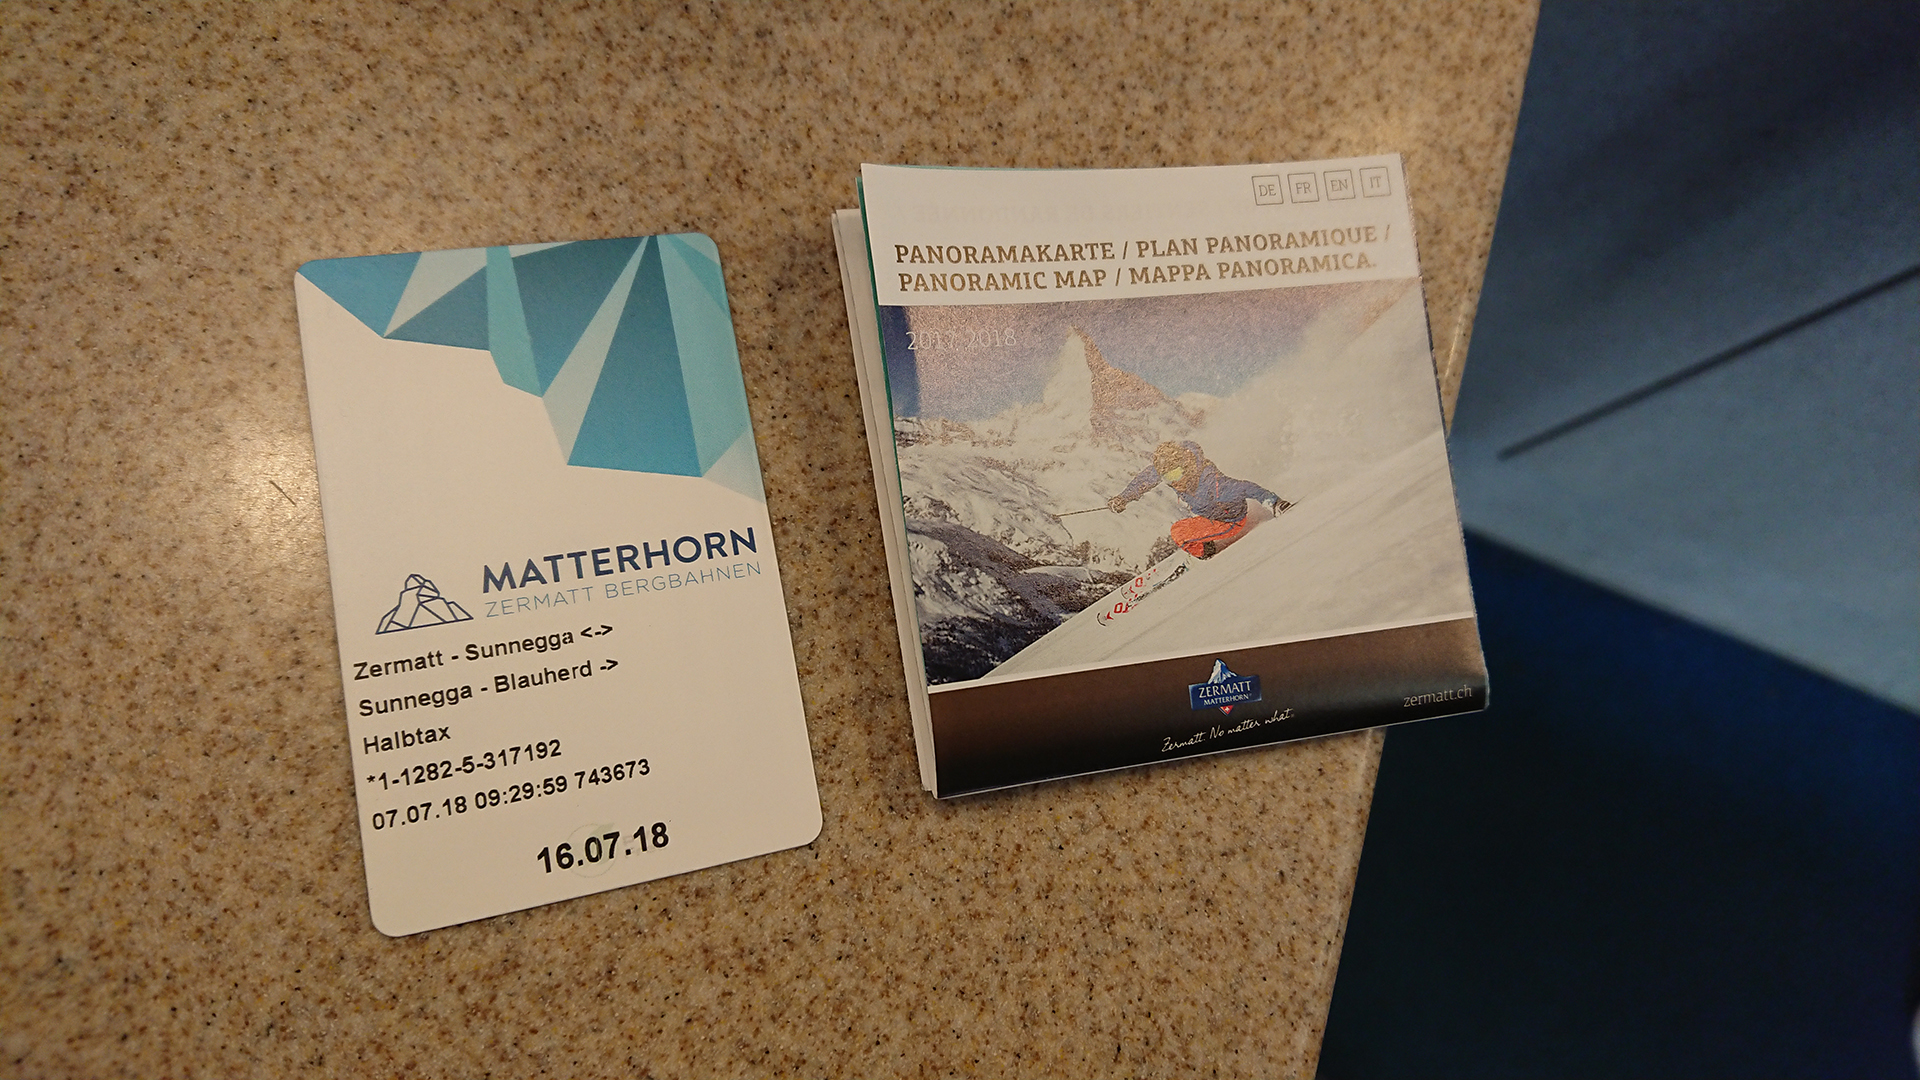 MATTERHORN
ZERMATT BERGBAHNEN
Zermatt - Sunnegga <->
Sunnegga - Blauherd ->
Halbtax
*1-1282-5-317192
07.07.18 09:29:59 743673
16.07.18
DE FR EN IT
PANORAMAKARTE / PLAN PANORAMIQUE /
PANORAMIC MAP / MAPPA PANORAMICA.
2017/2018
ZERMATT
MATTERHORN
Zermatt. No matter what.
zermatt.ch